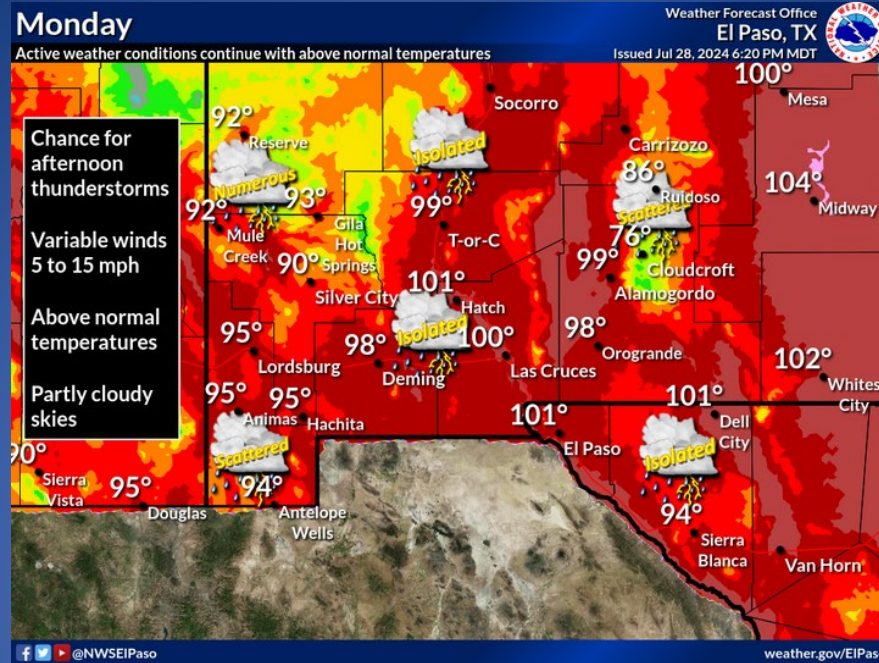 Monday
Weather Forecast Office
El Paso, TX
Active weather conditions continue with above normal temperatures
Issued Jul 28, 2024 6:20 PM MDT
Chance for
afternoon
thunderstorms
Variable winds
5 to 15 mph
Above normal
temperatures
Partly cloudy
skies
100°
Mesa
Socorro
92°
Reserve
Isolated
Carrizozo
86°
Ruidoso
Numerous
93°
92°
Mule
Creek
Gila
Hot
Springs
99°
T-or-C
Scattered
104°
Midway
76°
Cloudcroft
99°
Alamogordo
90°
Silver City
101°
Hatch
Isolated
100°
Las Cruces
95°
Lordsburg
98°
Deming
98°
Orogrande
102°
Whites
City
95°
Animas
95°
Hachita
101°
El Paso
101°
Dell
City
Scattered
Isolated
90°
Sierra
Vista
95°
Douglas
94°
Antelope
Wells
94°
Sierra
Blanca
Van Horn
@NWSElPaso
weather.gov/ElPas